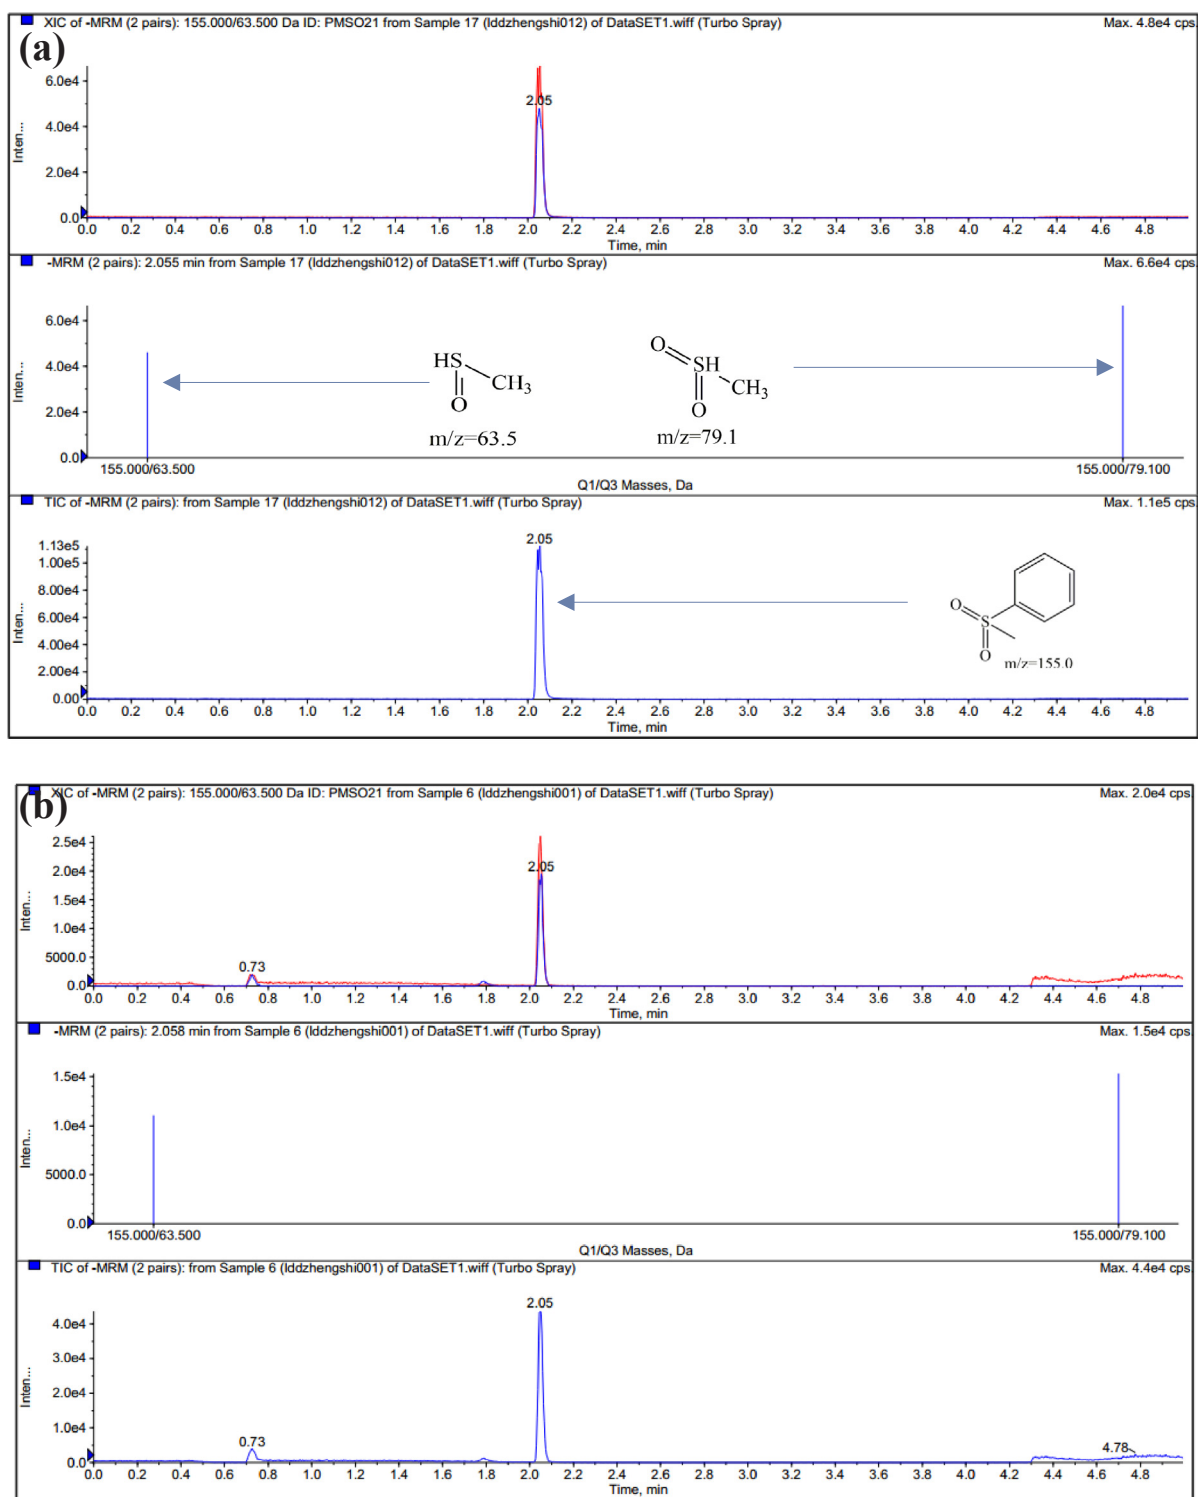 (a)
XIC of -MRM (2 pairs): 155.000/63.500 Da ID: PMSO21 from Sample 17 (lddzhengshi012) of DataSET1.wiff (Turbo Spray)
Max. 4.8e4 cps.
2.05
6.0e4
4.0e4
2.0e4
0.0
Inten...
0.0 0.2 0.4 0.6 0.8 1.0 1.2 1.4 1.6 1.8 2.0 2.2 2.4 2.6 2.8 3.0 3.2 3.4 3.6 3.8 4.0 4.2 4.4 4.6 4.8
Time, min
-MRM (2 pairs): 2.055 min from Sample 17 (lddzhengshi012) of DataSET1.wiff (Turbo Spray)
Max. 6.6e4 cps.
6.0e4
4.0e4
2.0e4
0.0
Inten...
HS
O
CH3
m/z=63.5
O
SH
O
CH3
m/z=79.1
155.000/63.500
155.000/79.100
Q1/Q3 Masses, Da
TIC of -MRM (2 pairs): from Sample 17 (lddzhengshi012) of DataSET1.wiff (Turbo Spray)
Max. 1.1e5 cps.
2.05
1.13e5
1.00e5
8.00e4
6.00e4
4.00e4
2.00e4
0.00
Inten...
O
S
O
m/z=155.0
0.0 0.2 0.4 0.6 0.8 1.0 1.2 1.4 1.6 1.8 2.0 2.2 2.4 2.6 2.8 3.0 3.2 3.4 3.6 3.8 4.0 4.2 4.4 4.6 4.8
Time, min
(b)
XIC of -MRM (2 pairs): 155.000/63.500 Da ID: PMSO21 from Sample 6 (lddzhengshi001) of DataSET1.wiff (Turbo Spray)
Max. 2.0e4 cps.
2.5e4
2.0e4
1.5e4
1.0e4
5000.0
0.0
Inten...
0.73
2.05
0.0 0.2 0.4 0.6 0.8 1.0 1.2 1.4 1.6 1.8 2.0 2.2 2.4 2.6 2.8 3.0 3.2 3.4 3.6 3.8 4.0 4.2 4.4 4.6 4.8
Time, min
-MRM (2 pairs): 2.058 min from Sample 6 (lddzhengshi001) of DataSET1.wiff (Turbo Spray)
Max. 1.5e4 cps.
1.5e4
1.0e4
5000.0
0.0
Inten...
155.000/63.500
155.000/79.100
Q1/Q3 Masses, Da
TIC of -MRM (2 pairs): from Sample 6 (lddzhengshi001) of DataSET1.wiff (Turbo Spray)
Max. 4.4e4 cps.
2.05
4.0e4
3.0e4
2.0e4
1.0e4
0.0
Inten...
0.73
4.78
0.0 0.2 0.4 0.6 0.8 1.0 1.2 1.4 1.6 1.8 2.0 2.2 2.4 2.6 2.8 3.0 3.2 3.4 3.6 3.8 4.0 4.2 4.4 4.6 4.8
Time, min